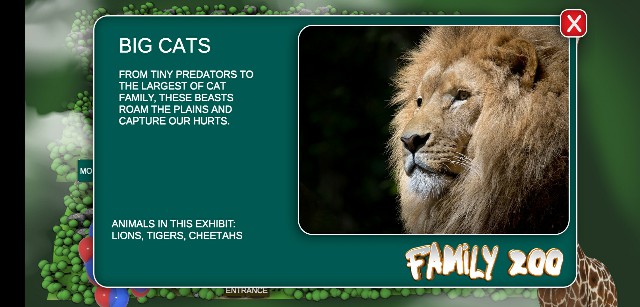 BIG CATS
FROM TINY PREDATORS TO
THE LARGEST OF CAT
FAMILY, THESE BEASTS
ROAM THE PLAINS AND
CAPTURE OUR HURTS.
MO
ANIMALS IN THIS EXHIBIT:
LIONS, TIGERS, CHEETAHS
FAMILY ZOO
ENTRANCE
X